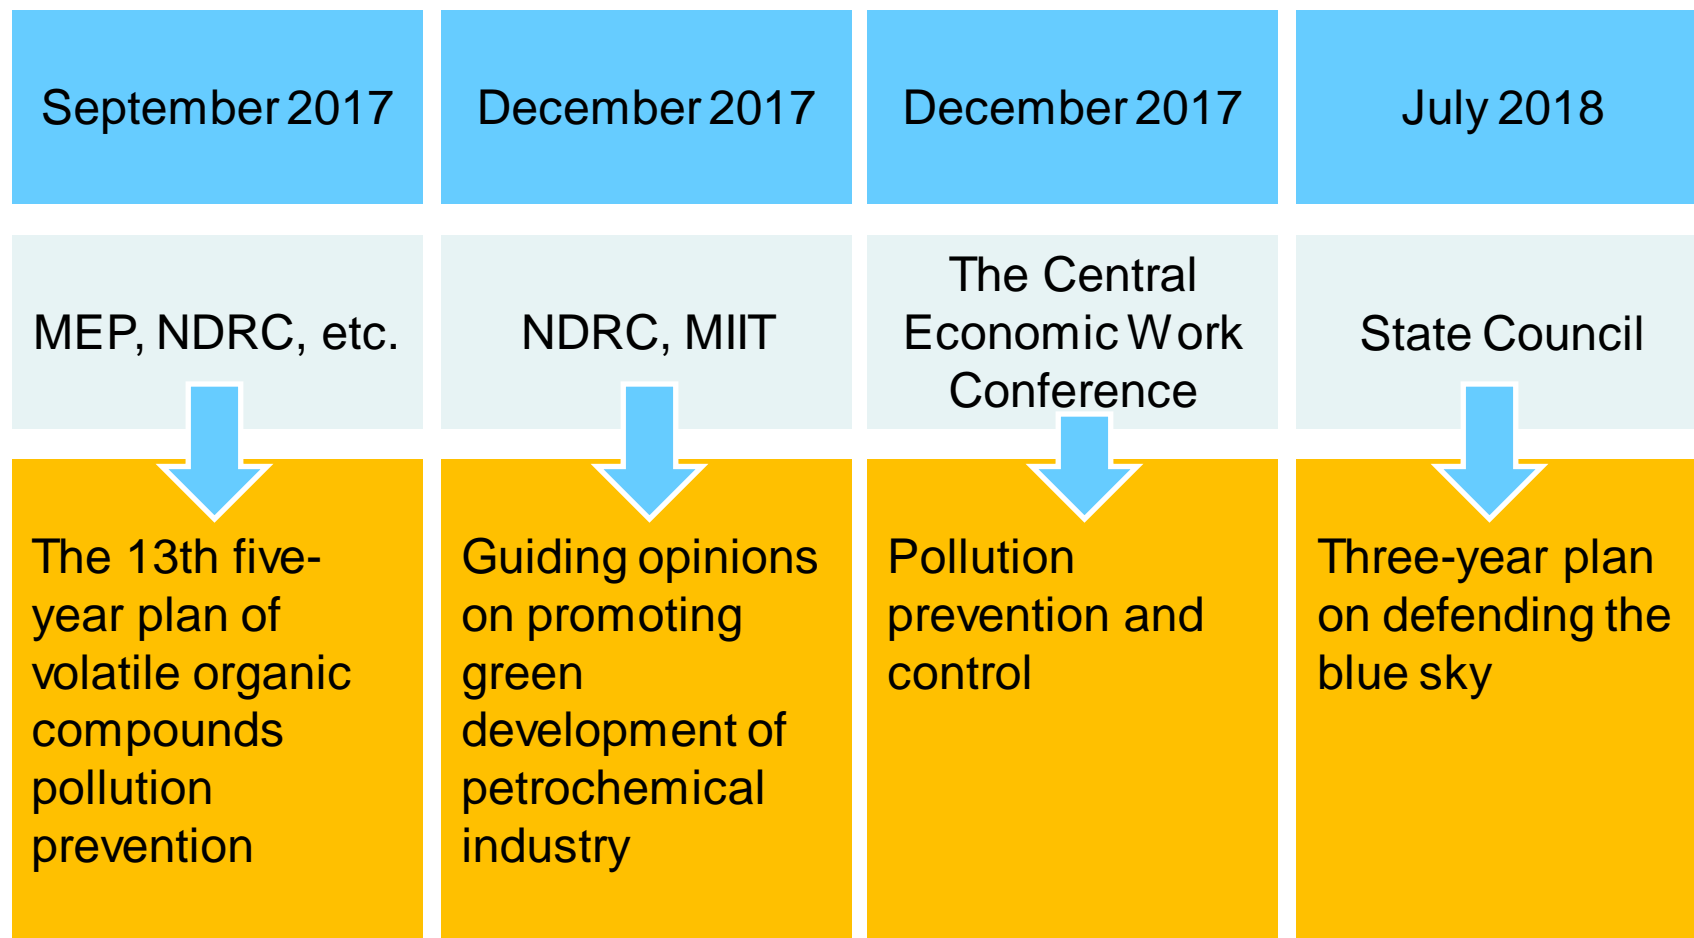 September 2017
December 2017
December 2017
July 2018
MEP, NDRC, etc.
NDRC, MIIT
The Central
Economic Work
Conference
State Council
The 13th five-
year plan of
volatile organic
compounds
pollution
prevention
Guiding opinions
on promoting
green
development of
petrochemical
industry
Pollution
prevention and
control
Three-year plan
on defending the
blue sky